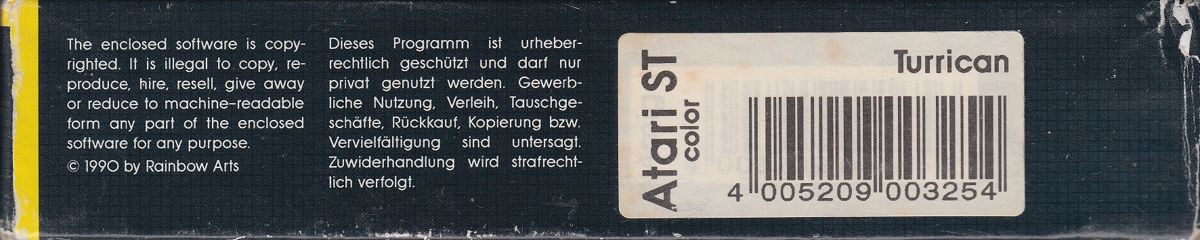 The enclosed software is copy-
righted. It is illegal to copy, re-
produce, hire, resell, give away
or reduce to machine-readable
form any part of the enclosed
software for any purpose.
© 1990 by Rainbow Arts
Dieses Programm ist urheber-
rechtlich geschützt und darf nur
privat genutzt werden. Gewerb-
liche Nutzung, Verleih, Tauschge-
schäfte, Rückkauf, Kopierung bzw.
Vervielfältigung sind untersagt.
Zuwiderhandlung wird strafrecht-
lich verfolgt.
Atari ST
color
Turrican
4 005209 003254